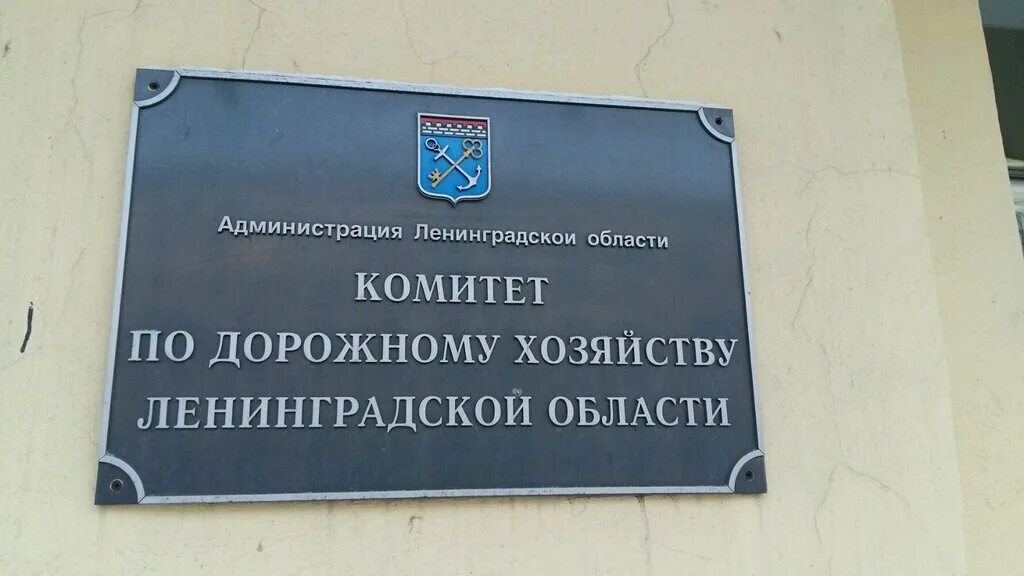 Администрация Ленинградскои области
КОМИТЕТ
ПО ДОРОЖНОМУ ХОЗЯЙСТВУ
ЛЕНИНГРАДСКОЙ ОБЛАСТИ